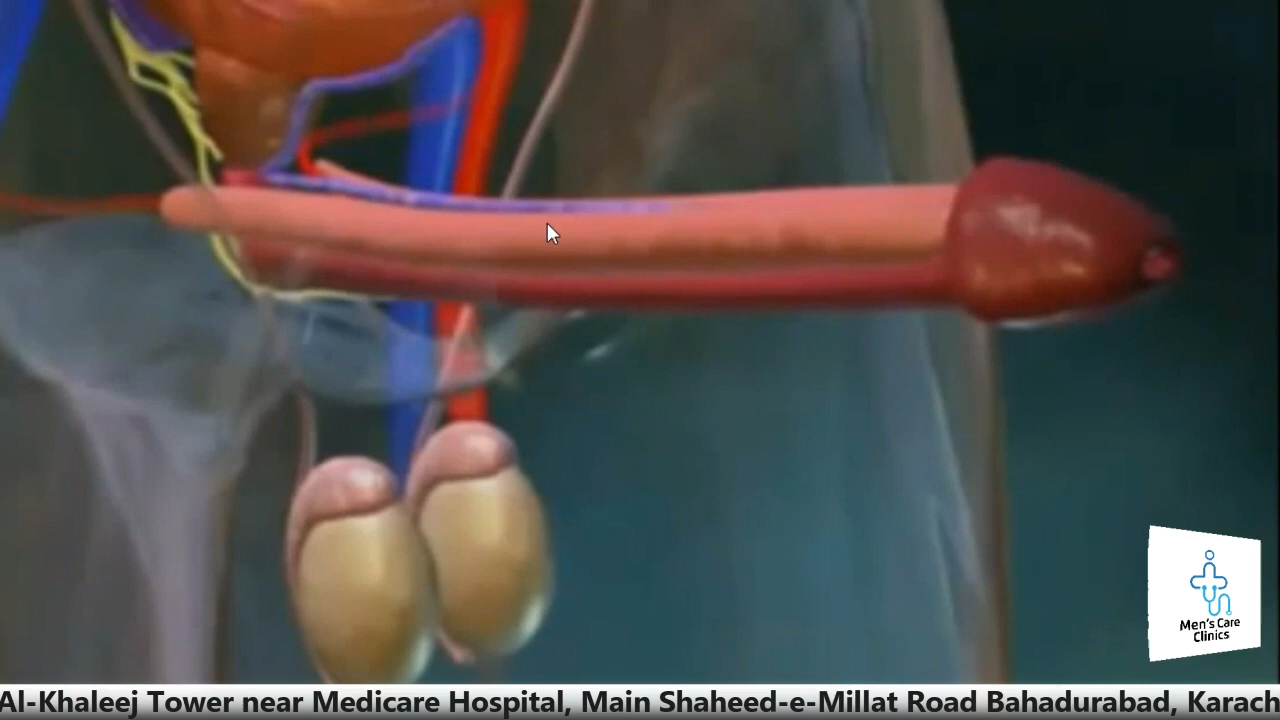 Men's Care
Clinics
Al-Khaleej Tower near Medicare Hospital, Main Shaheed-e-Millat Road Bahadurabad, Karach